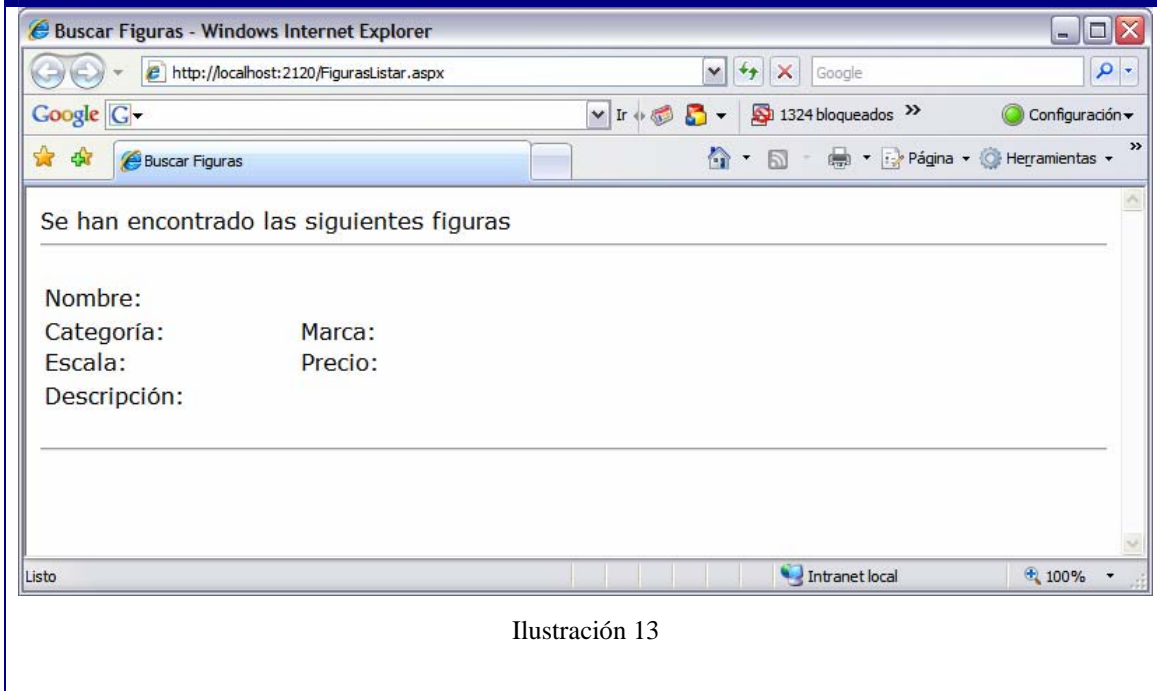 Buscar Figuras - Windows Internet Explorer
http://localhost:2120/FigurasListar.aspx Google
Google G Ir 1324 bloqueados >> Configuración
Buscar Figuras Página Herramientas >>
Se han encontrado las siguientes figuras
Nombre:
Categoría: Marca:
Escala: Precio:
Descripción:
Listo Intranet local 100%
Ilustración 13